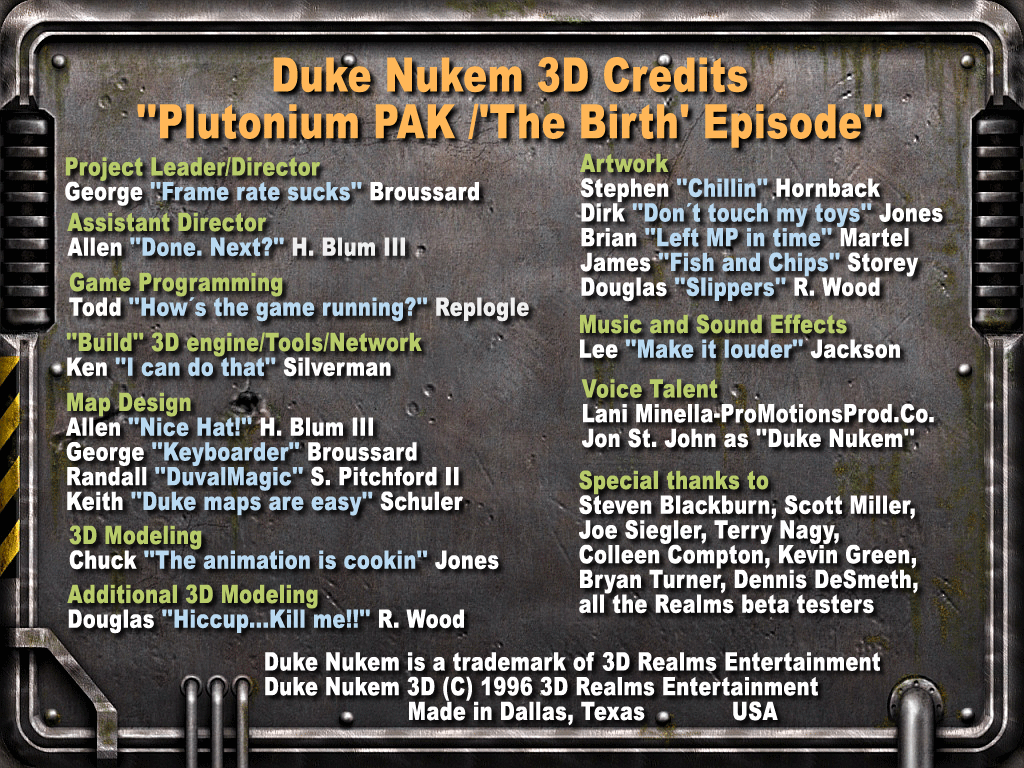 Duke Nukem 3D Credits
"Plutonium PAK /'The Birth' Episode"
Project Leader/Director
George "Frame rate sucks" Broussard
Assistant Director
Allen "Done. Next?" H. Blum III
Game Programming
Todd "How´s the game running?" Replogle
"Build" 3D engine/Tools/Network
Ken "I can do that" Silverman
Map Design
Allen "Nice Hat!" H. Blum III
George "Keyboarder" Broussard
Randall "DuvalMagic" S. Pitchford II
Keith "Duke maps are easy" Schuler
3D Modeling
Chuck "The animation is cookin" Jones
Additional 3D Modeling
Douglas "Hiccup...Kill me!!" R. Wood
Artwork
Stephen "Chillin" Hornback
Dirk "Don´t touch my toys" Jones
Brian "Left MP in time" Martel
James "Fish and Chips" Storey
Douglas "Slippers" R. Wood
Music and Sound Effects
Lee "Make it louder" Jackson
Voice Talent
Lani Minella-ProMotionsProd.Co.
Jon St. John as "Duke Nukem"
Special thanks to
Steven Blackburn, Scott Miller,
Joe Siegler, Terry Nagy,
Colleen Compton, Kevin Green,
Bryan Turner, Dennis DeSmeth,
all the Realms beta testers
Duke Nukem is a trademark of 3D Realms Entertainment
Duke Nukem 3D (C) 1996 3D Realms Entertainment
Made in Dallas, Texas USA